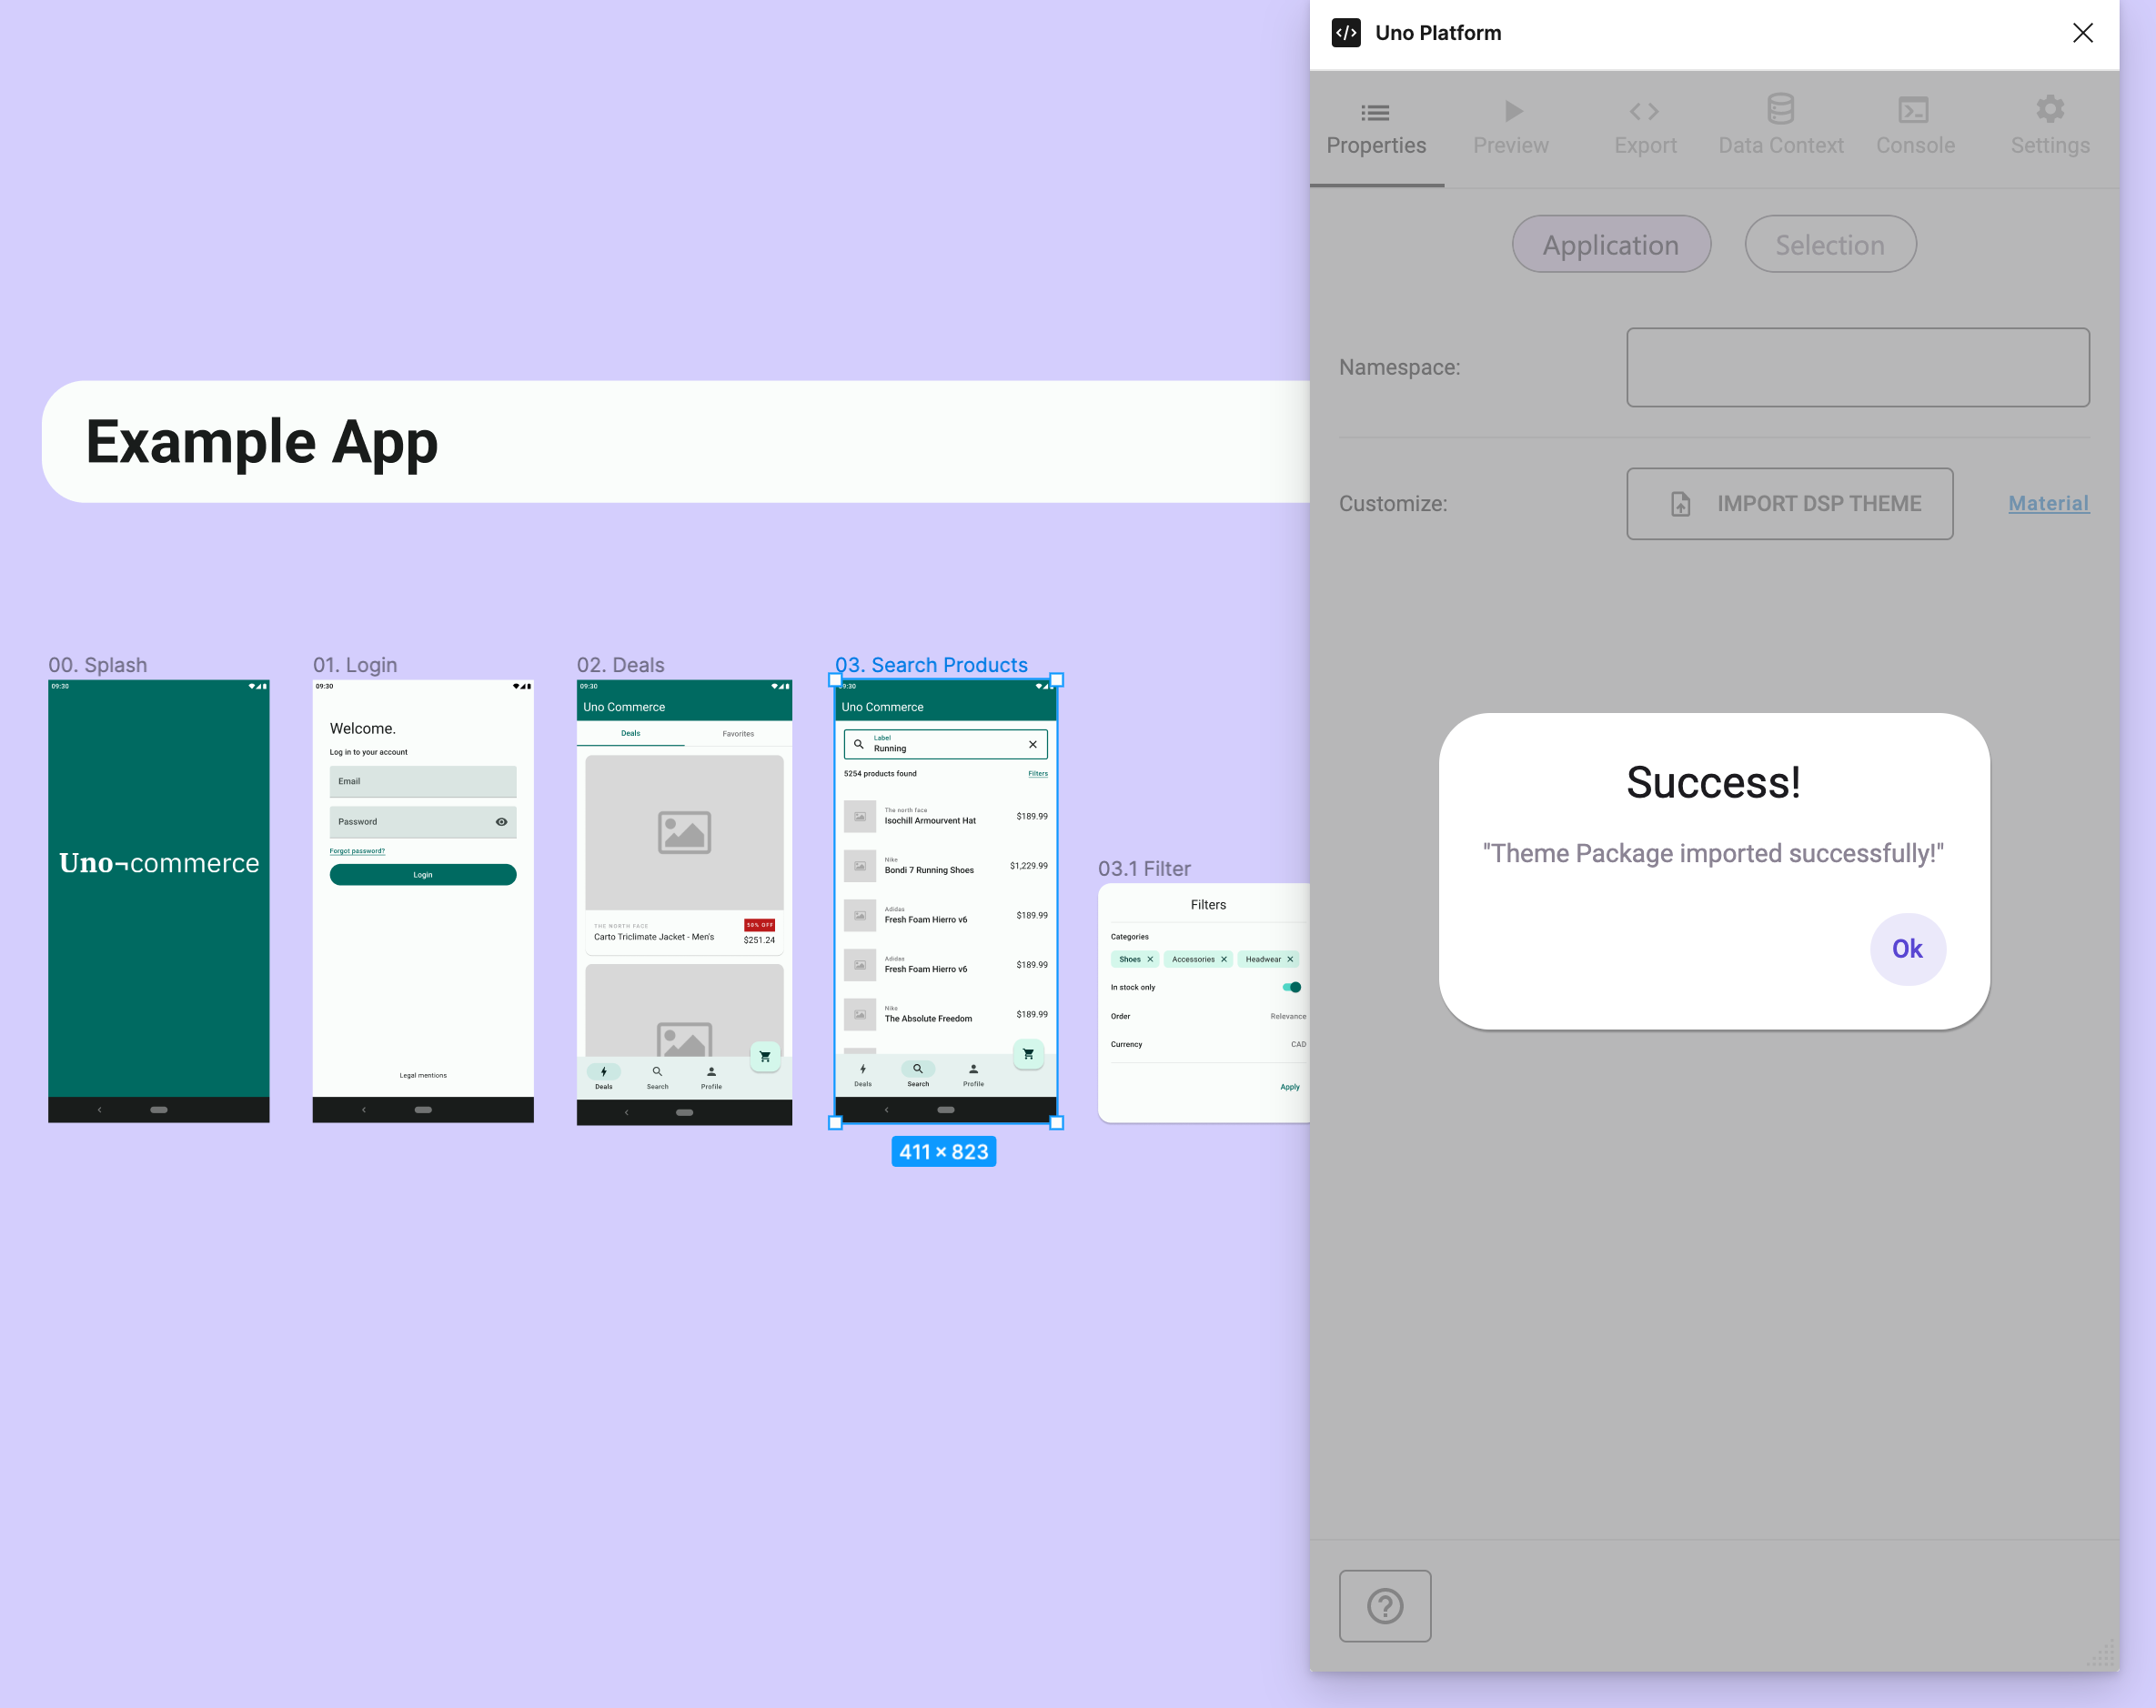 Uno Platform
Properties
Preview
Export
Data Context
Console
Settings
Application
Selection
Namespace:
Customize:
IMPORT DSP THEME
Material
Success!
"Theme Package imported successfully!"
Ok
Example App
00. Splash
09:30
Uno¬commerce
01. Login
09:30
Welcome.
Log in to your account
Email
Password
Forgot password?
Login
Legal mentions
02. Deals
09:30
Uno Commerce
Deals
Favorites
THE NORTH FACE
50% OFF
Carto Triclimate Jacket - Men's
$251.24
Deals
Search
Profile
03. Search Products
09:30
Uno Commerce
Label
Running
5254 products found
Filters
The north face
Isochill Armourvent Hat
$189.99
Nike
Bondi 7 Running Shoes
$1,229.99
Adidas
Fresh Foam Hierro v6
$189.99
Adidas
Fresh Foam Hierro v6
$189.99
Nike
The Absolute Freedom
$189.99
Deals
Search
Profile
411 × 823
03.1 Filter
Filters
Categories
Shoes
Accessories
Headwear
In stock only
Order
Relevance
Currency
CAD
Apply